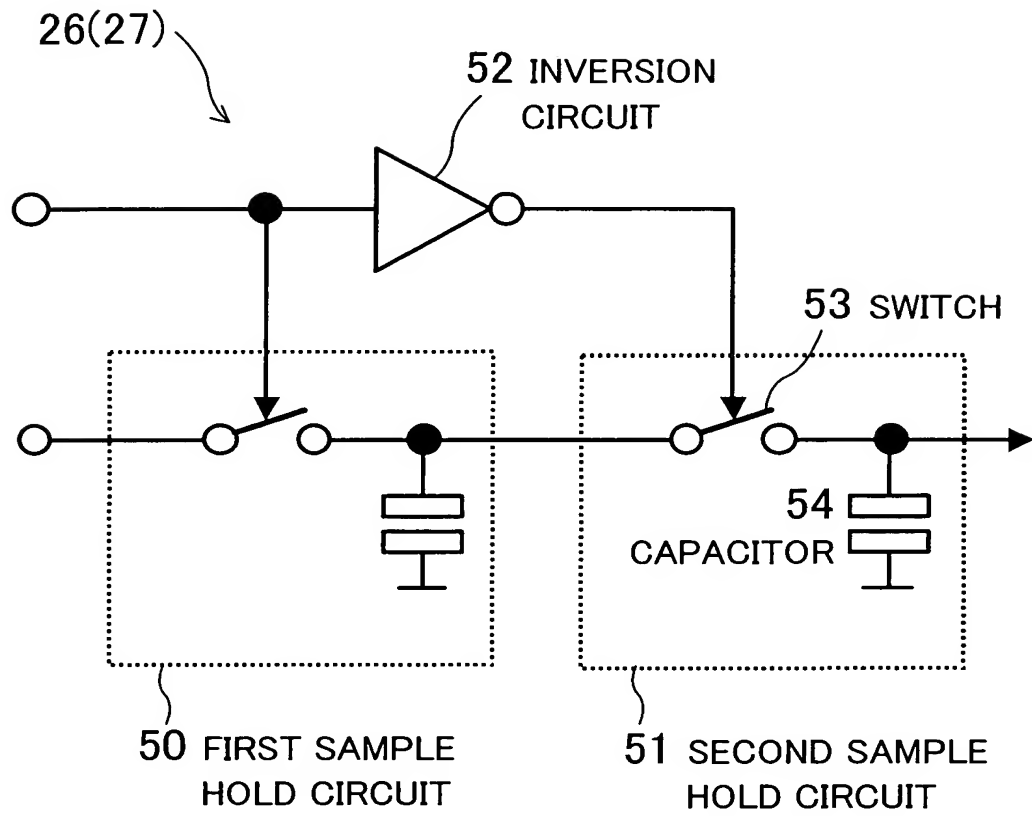 26(27)
52 INVERSION
CIRCUIT
53 SWITCH
54
CAPACITOR
50 FIRST SAMPLE
HOLD CIRCUIT
51 SECOND SAMPLE
HOLD CIRCUIT